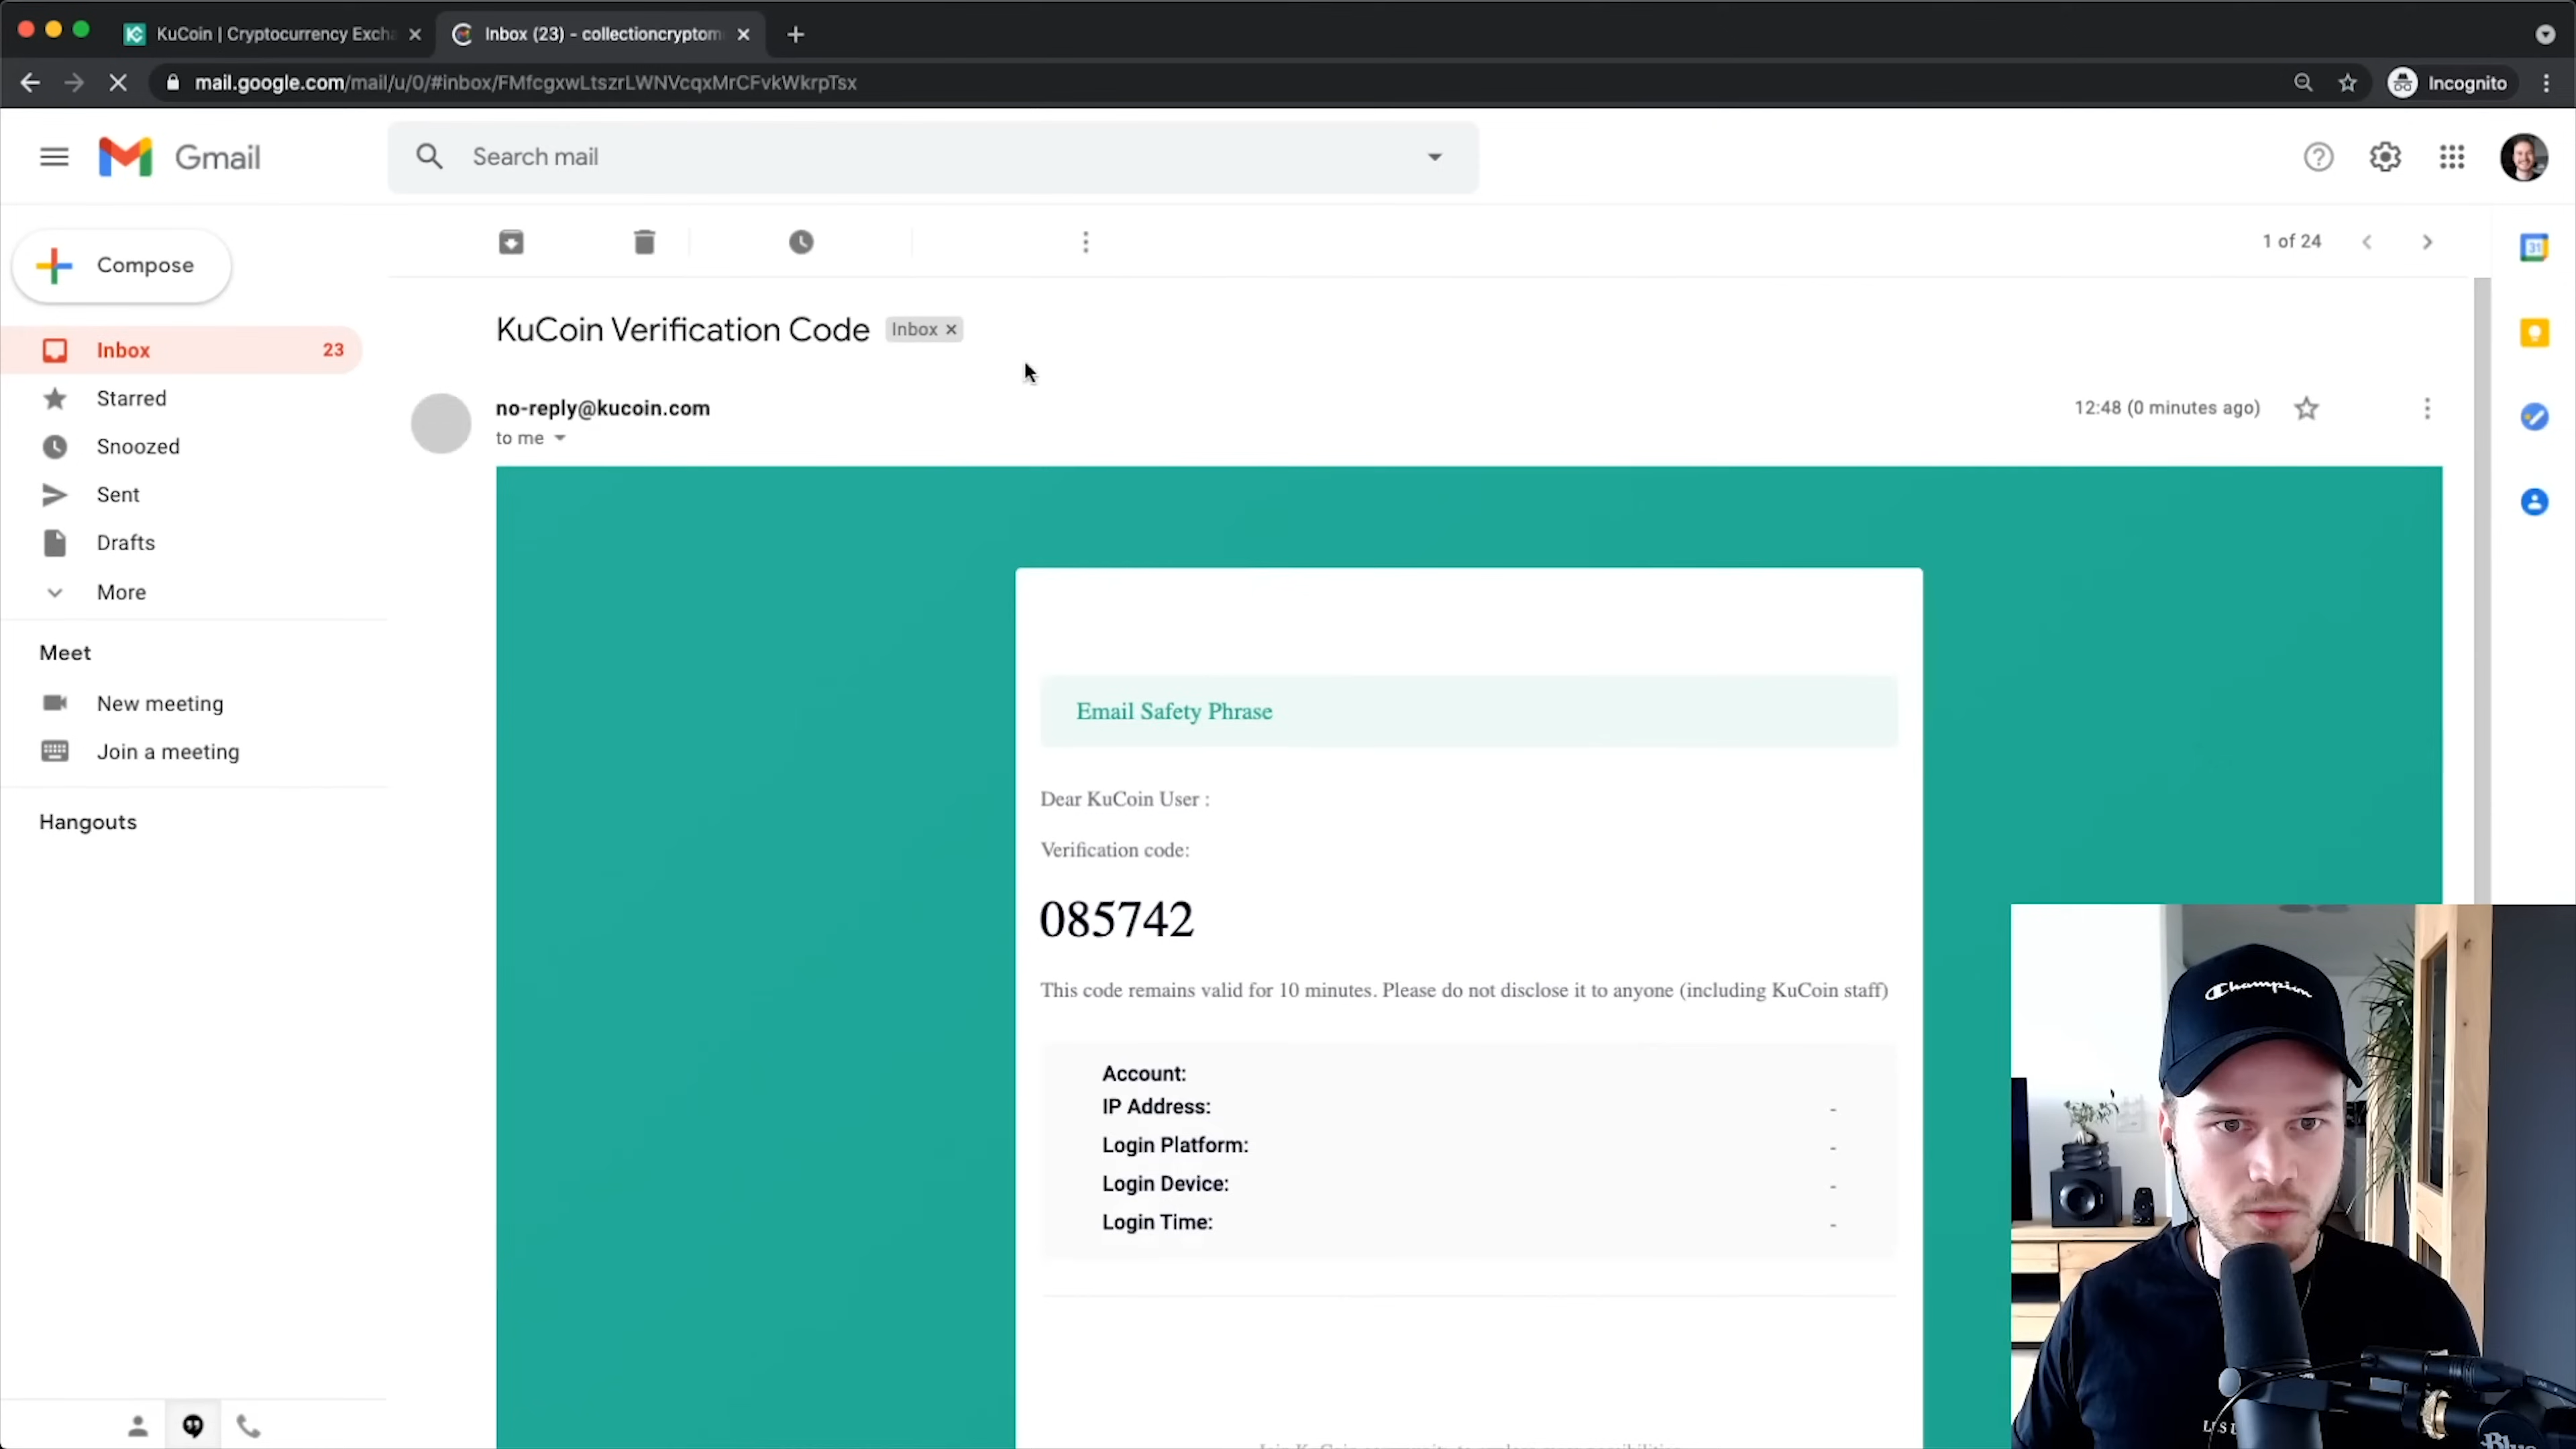 KuCoin | Cryptocurrency Excha
Inbox (23) - collectioncryptom
mail.google.com/mail/u/0/#inbox/FMfcgxwLtszrLWNVcqxMrCFvkWkrpTsx
Incognito
Gmail
Search mail
1 of 24
31
Compose
KuCoin Verification Code
Inbox ×
Inbox
23
no-reply@kucoin.com
12:48 (0 minutes ago)
to me
Starred
Snoozed
Sent
Drafts
More
Meet
New meeting
Join a meeting
Hangouts
Email Safety Phrase
Dear KuCoin User :
Verification code:
085742
This code remains valid for 10 minutes. Please do not disclose it to anyone (including KuCoin staff)
Account:
IP Address: -
Login Platform: -
Login Device: -
Login Time: -
Champion
Blue